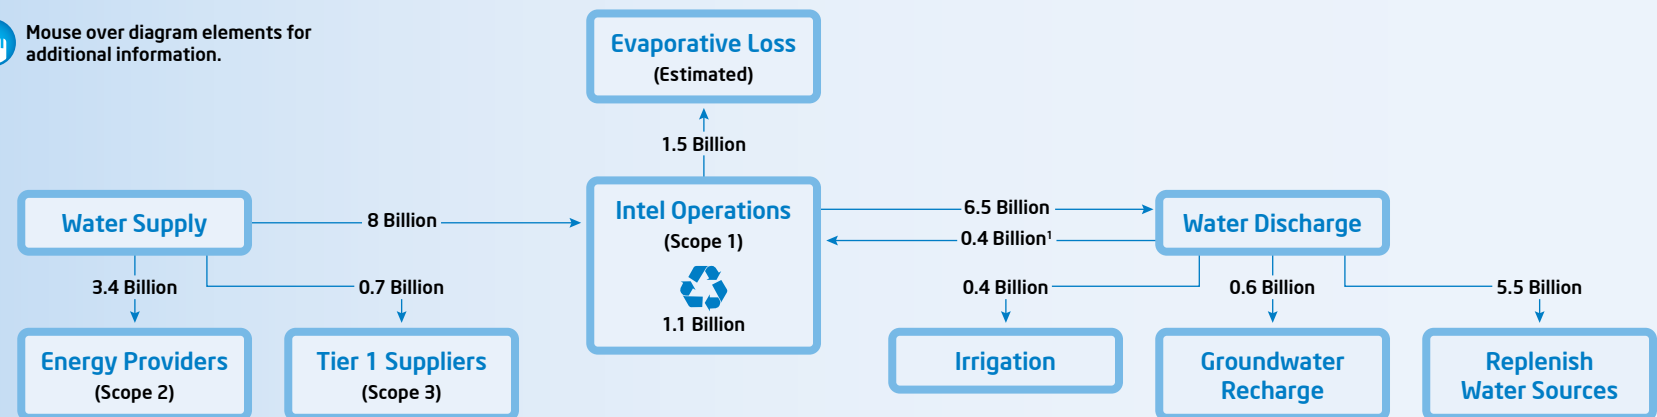 Mouse over diagram elements for
additional information.
Evaporative Loss
(Estimated)
1.5 Billion
Water Supply
8 Billion
Intel Operations
(Scope 1)
1.1 Billion
6.5 Billion
0.4 Billion¹
Water Discharge
3.4 Billion
0.7 Billion
0.4 Billion
0.6 Billion
5.5 Billion
Energy Providers
(Scope 2)
Tier 1 Suppliers
(Scope 3)
Irrigation
Groundwater
Recharge
Replenish
Water Sources